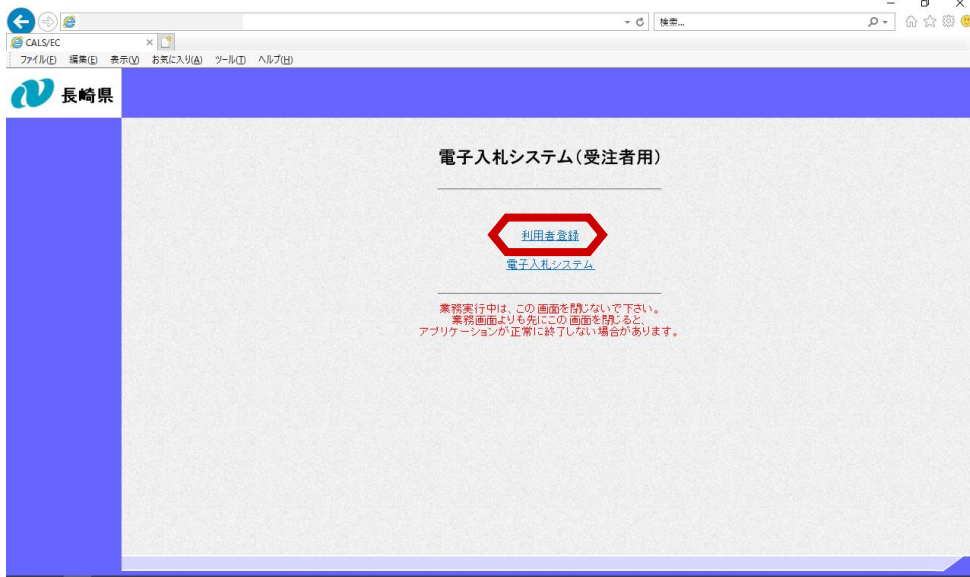 検索...
CALS/EC
ファイル(F) 編集(E) 表示(V) お気に入り(A) ツール(T) ヘルプ(H)
長崎県
電子入札システム(受注者用)
利用者登録
電子入札システム
業務実行中は、この画面を閉じないで下さい。
業務画面よりも先にこの画面を閉じると、
アプリケーションが正常に終了しない場合があります。